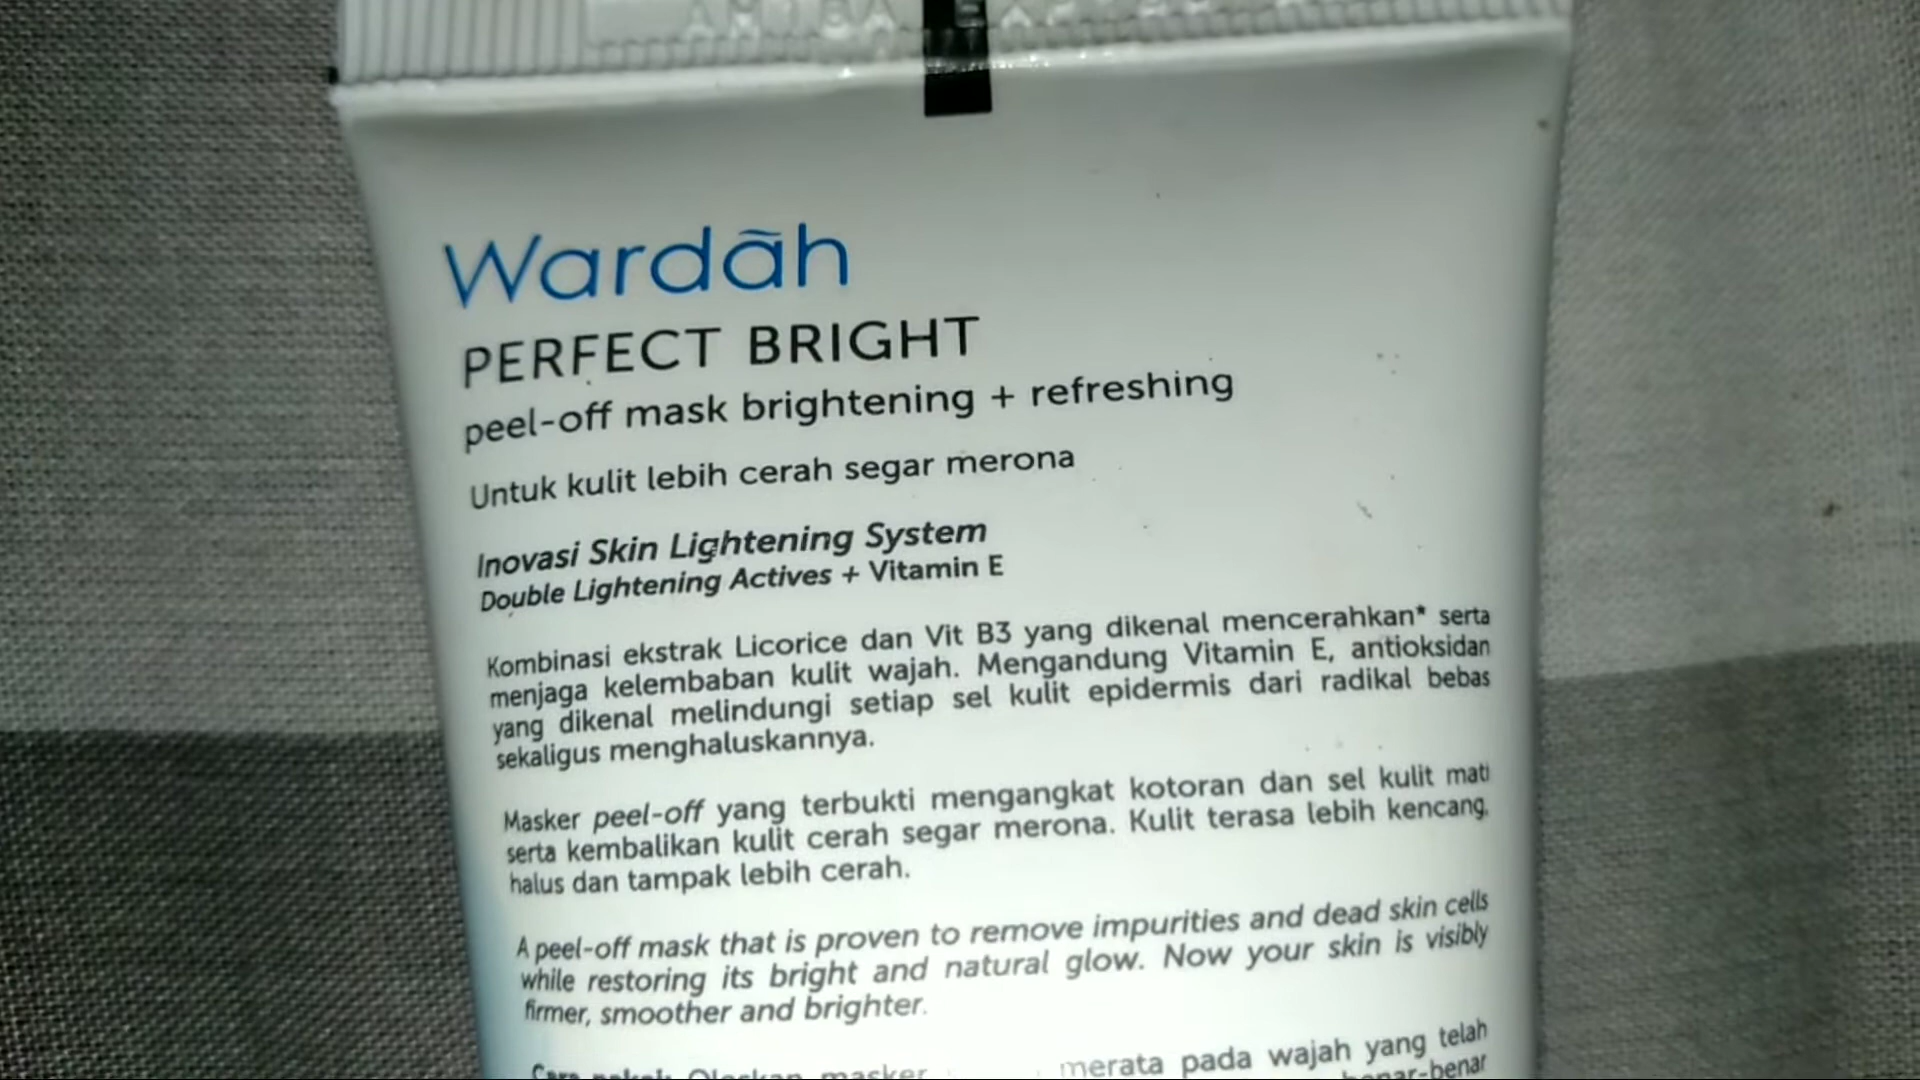 Wardãh
PERFECT BRIGHT
peel-off mask brightening + refreshing
Untuk kulit lebih cerah segar merona
Inovasi Skin Lightening System
Double Lightening Actives + Vitamin E
Kombinasi ekstrak Licorice dan Vit B3 yang dikenal mencerahkan* serta
menjaga kelembaban kulit wajah. Mengandung Vitamin E, antioksidan
yang dikenal melindungi setiap sel kulit epidermis dari radikal bebas
sekaligus menghaluskannya.
Masker peel-off yang terbukti mengangkat kotoran dan sel kulit mati
serta kembalikan kulit cerah segar merona. Kulit terasa lebih kencang,
halus dan tampak lebih cerah.
A peel-off mask that is proven to remove impurities and dead skin cells
while restoring its bright and natural glow. Now your skin is visibly
firmer, smoother and brighter.
Oleskan masker merata pada wajah yang telah
benar-benar